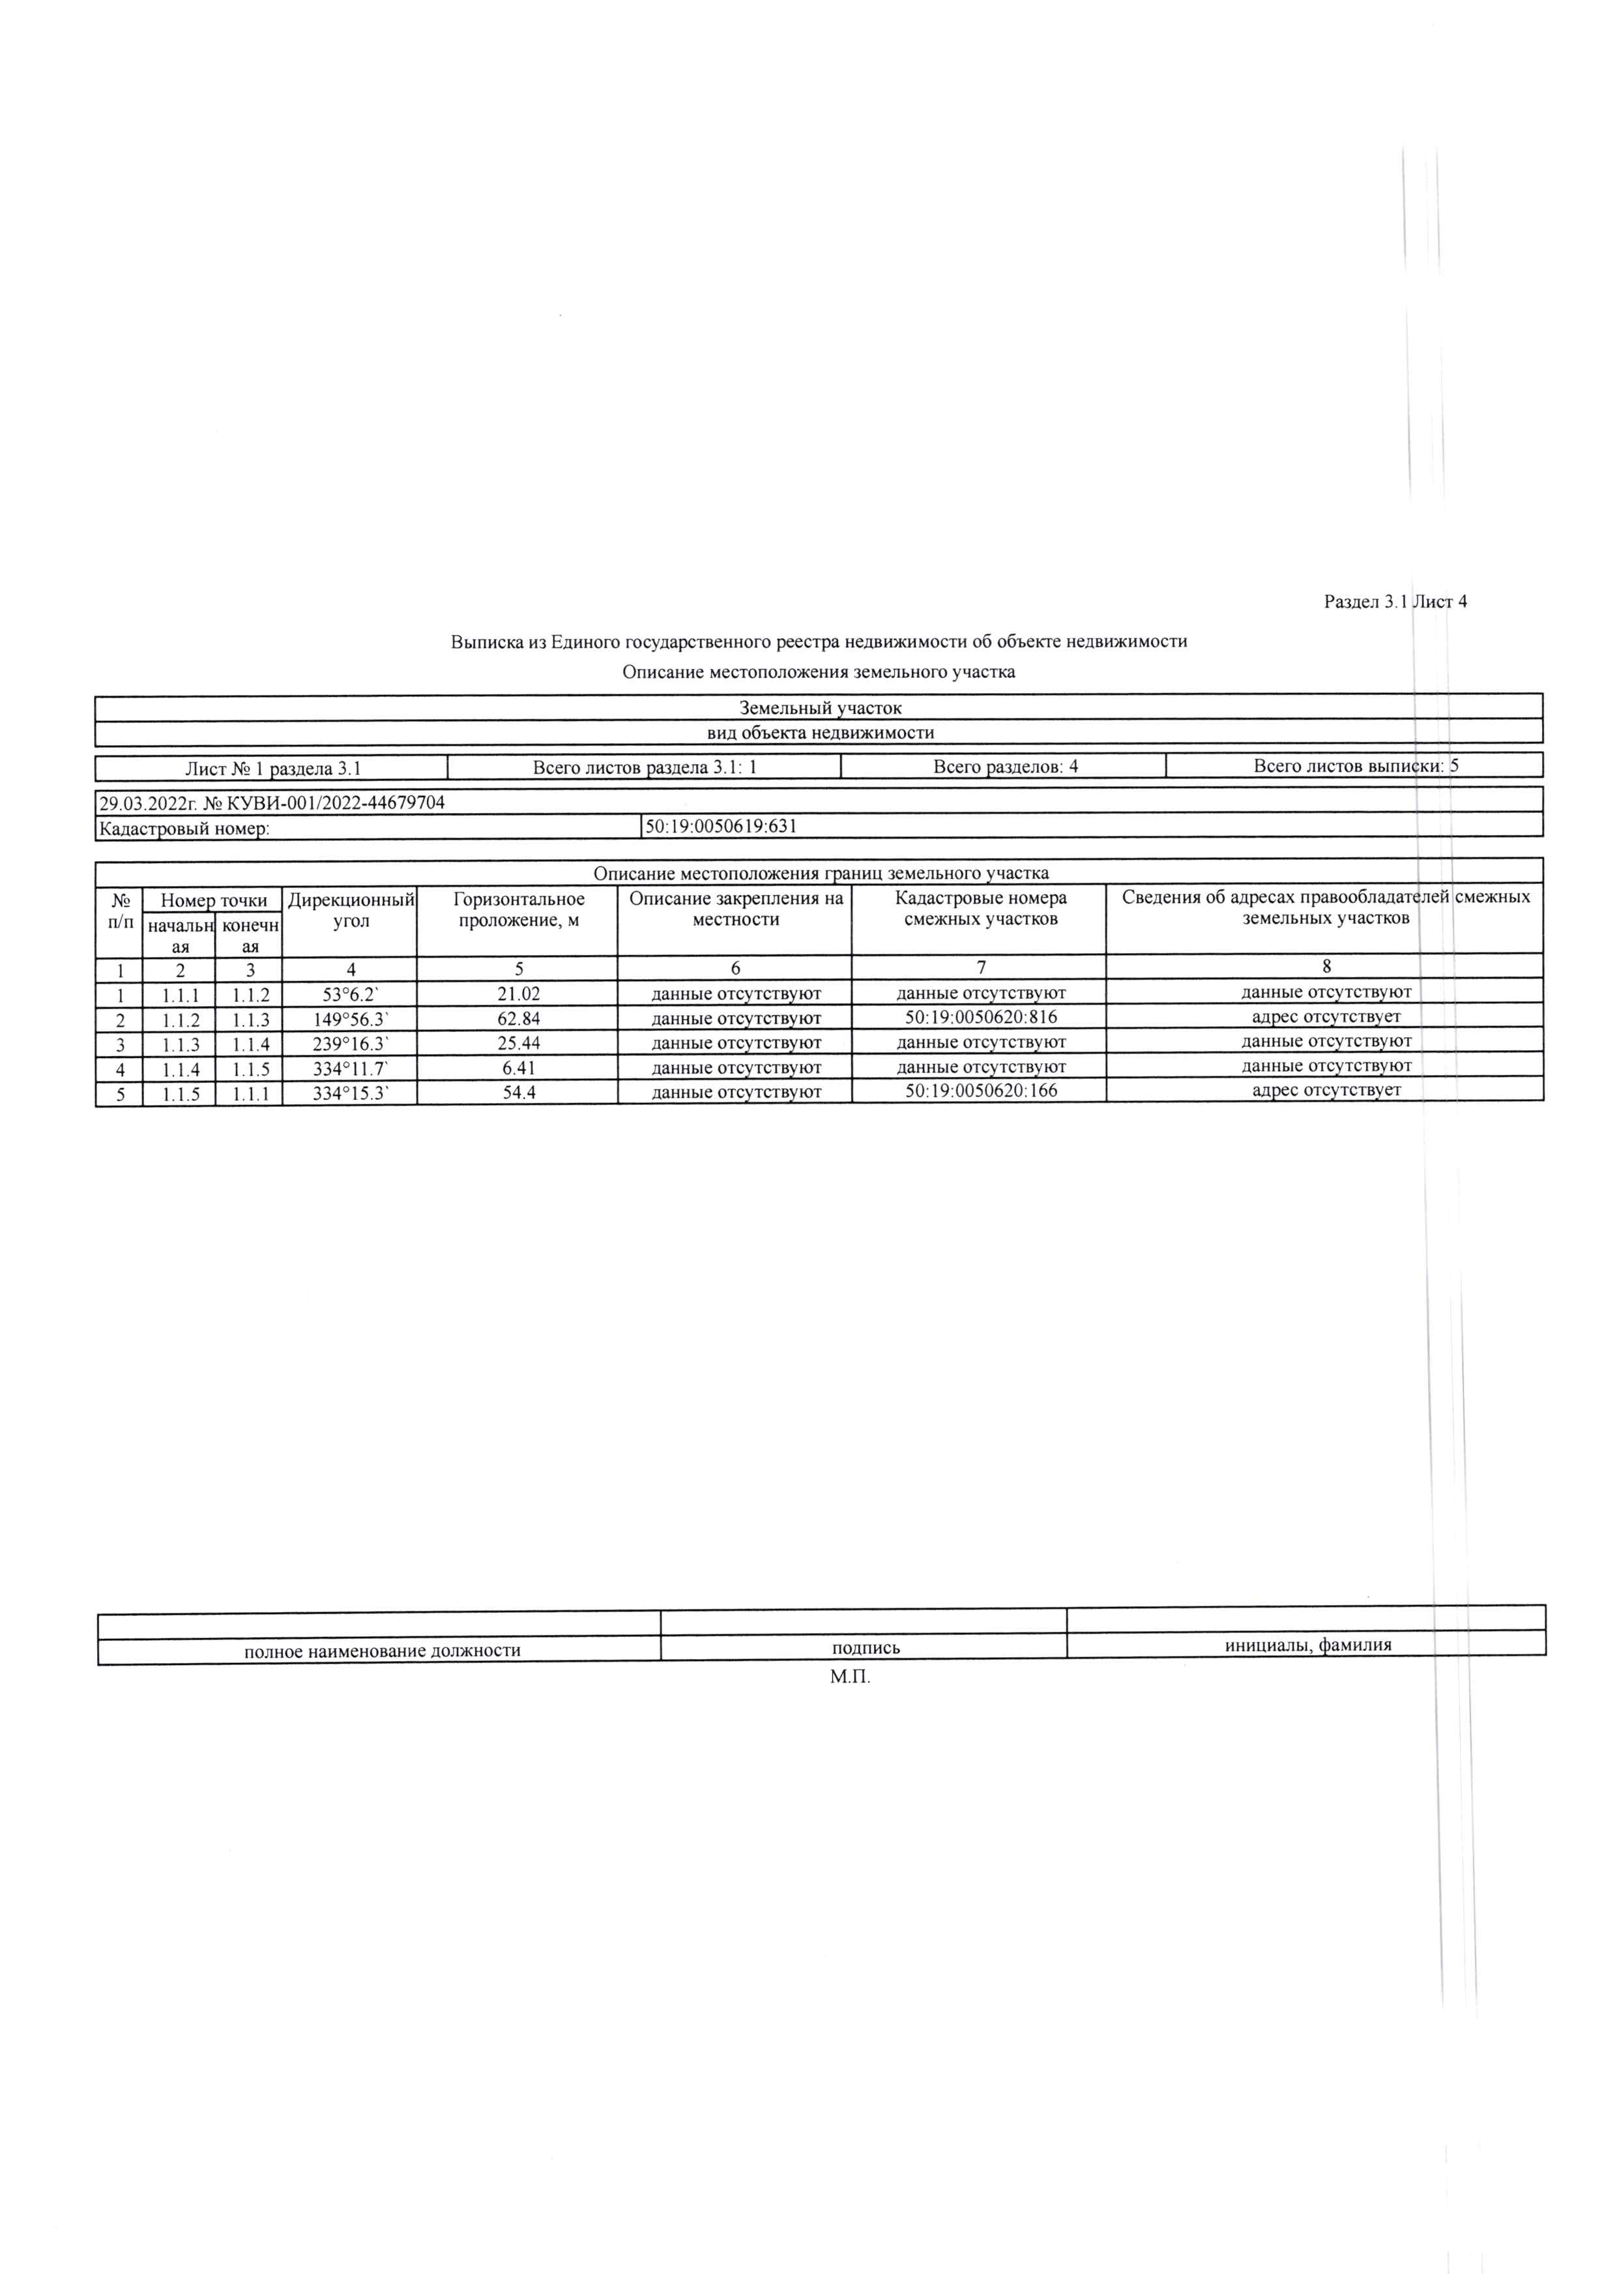 Раздел 3.1 Лист 4
Выписка из Единого государственного реестра недвижимости об объекте недвижимости
Описание местоположения земельного участка
Земельный участок
вид объекта недвижимости
Лист № 1 раздела 3.1 Всего листов раздела 3.1: 1 Всего разделов: 4 Всего листов выписки: 5
29.03.2022г. № КУВИ-001/2022-44679704
Кадастровый номер: 50:19:0050619:631
Описание местоположения границ земельного участка
№ п/п Номер точки Дирекционный угол Горизонтальное проложение, м Описание закрепления на местности Кадастровые номера смежных участков Сведения об адресах правообладателей смежных земельных участков
начальн ая конечн ая
1 2 3 4 5 6 7 8
1 1.1.1 1.1.2 53°6.2` 21.02 данные отсутствуют данные отсутствуют данные отсутствуют
2 1.1.2 1.1.3 149°56.3` 62.84 данные отсутствуют 50:19:0050620:816 адрес отсутствует
3 1.1.3 1.1.4 239°16.3` 25.44 данные отсутствуют данные отсутствуют данные отсутствуют
4 1.1.4 1.1.5 334°11.7` 6.41 данные отсутствуют данные отсутствуют данные отсутствуют
5 1.1.5 1.1.1 334°15.3` 54.4 данные отсутствуют 50:19:0050620:166 адрес отсутствует
полное наименование должности подпись инициалы, фамилия
М.П.